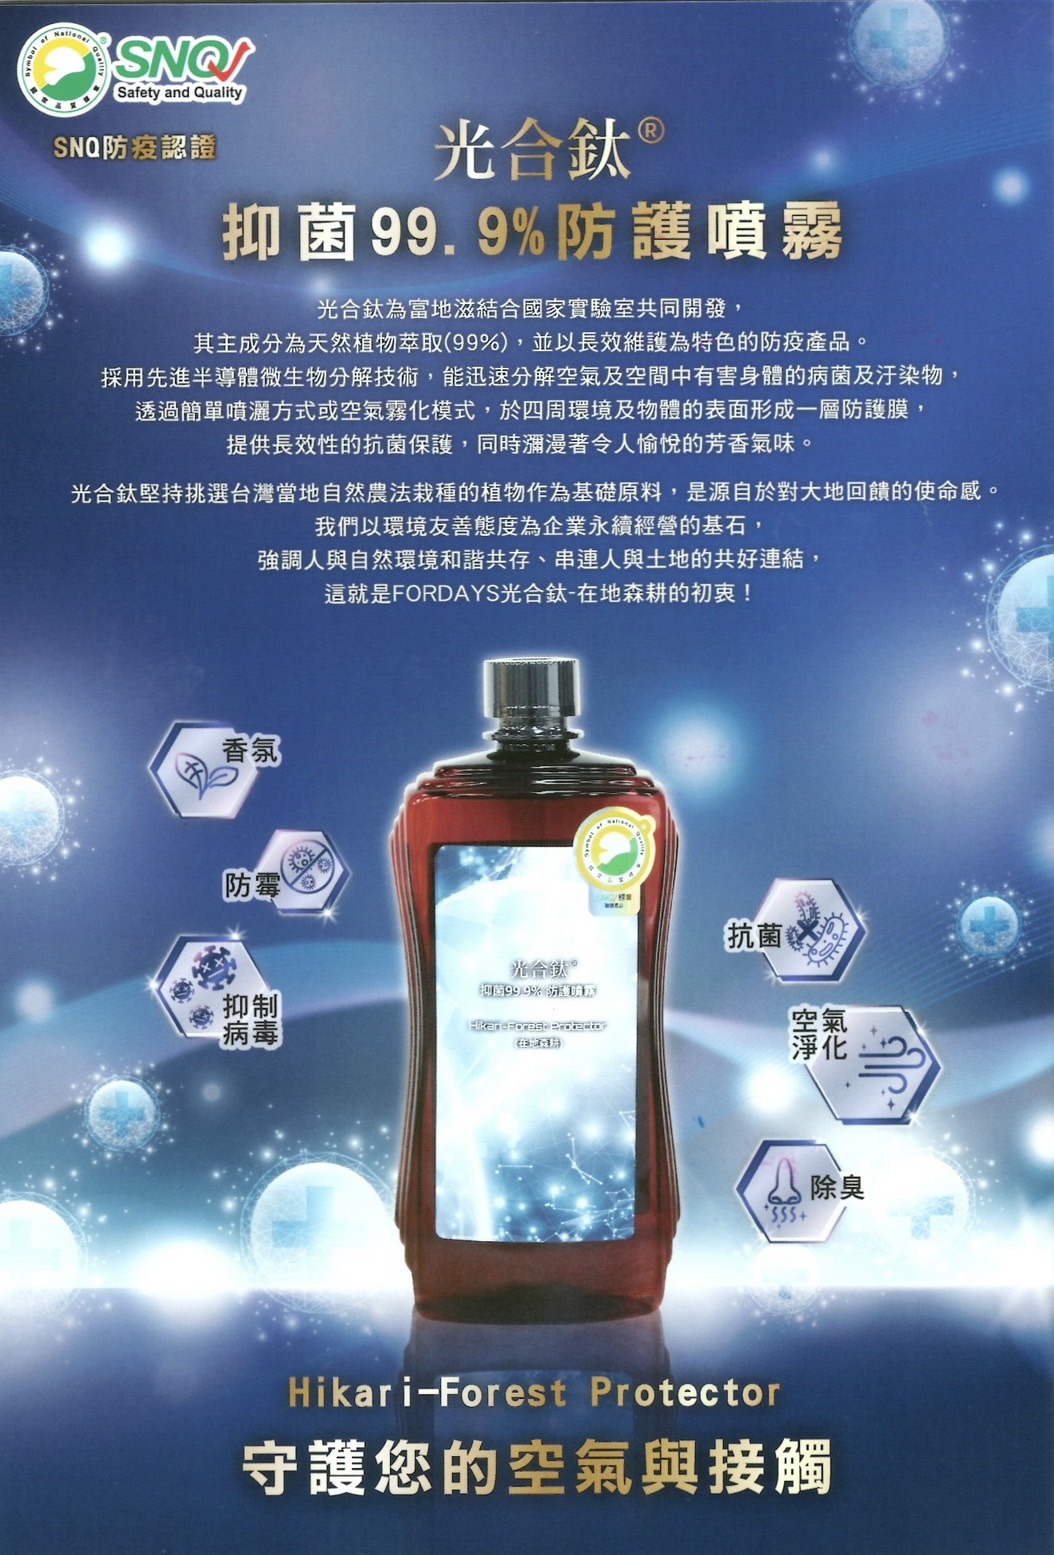 Symbol of National Quality
國家品質標章
SNQ
Safety and Quality
SNQ防疫認證
光合鈦®
抑菌99.9%防護噴霧
光合鈦為富地滋結合國家實驗室共同開發，
其主成分為天然植物萃取(99%)，並以長效維護為特色的防疫產品。
採用先進半導體微生物分解技術，能迅速分解空氣及空間中有害身體的病菌及汙染物，
透過簡單噴灑方式或空氣霧化模式，於四周環境及物體的表面形成一層防護膜，
提供長效性的抗菌保護，同時瀰漫著令人愉悅的芳香氣味。
光合鈦堅持挑選台灣當地自然農法栽種的植物作為基礎原料，是源自於對大地回饋的使命感。
我們以環境友善態度為企業永續經營的基石，
強調人與自然環境和諧共存、串連人與土地的共好連結，
這就是FORDAYS光合鈦-在地森耕的初衷！
香氛
防霉
抑制
病毒
抗菌
空氣
淨化
除臭
Symbol of National Quality
光合鈦®
抑菌99.9% 防護噴霧
Hikari-Forest Protector
(在地森耕)
Hikari-Forest Protector
守護您的空氣與接觸